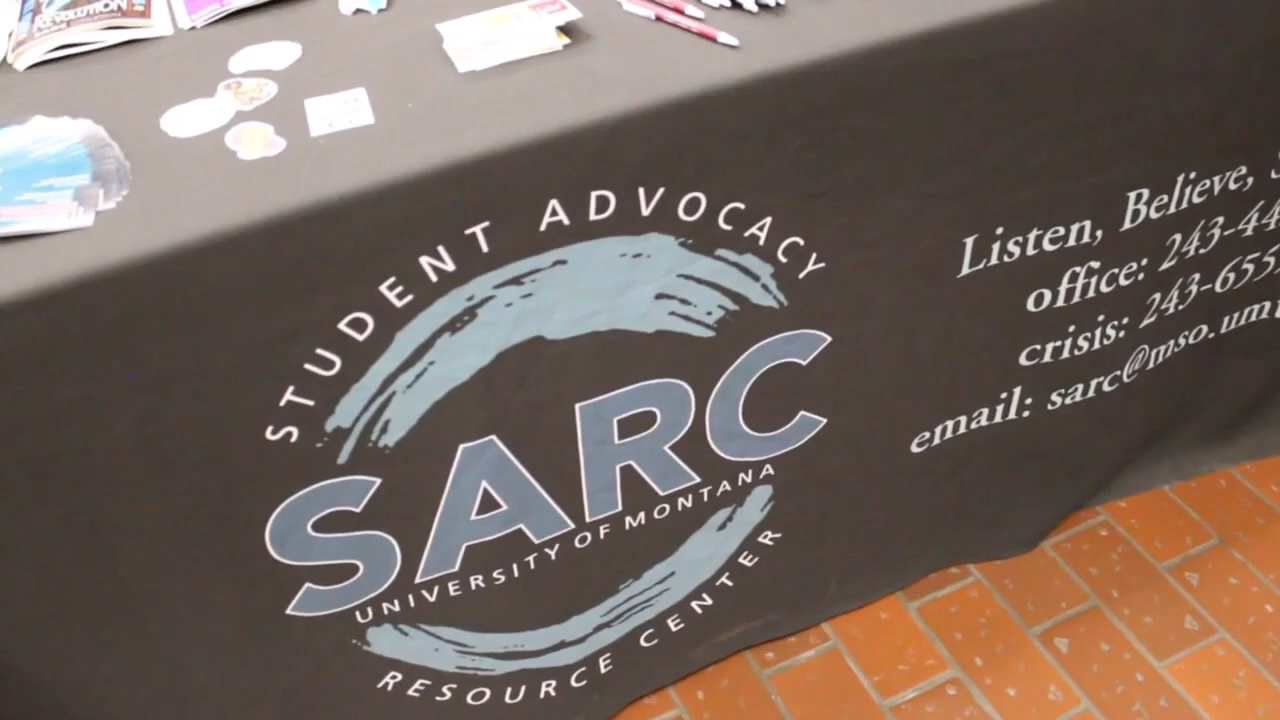 REVOLUTION
STUDENT ADVOCACY
SARC
UNIVERSITY OF MONTANA
RESOURCE CENTER
Listen, Believe,
office: 243-44
crisis: 243-655
email: sarc@mso.um